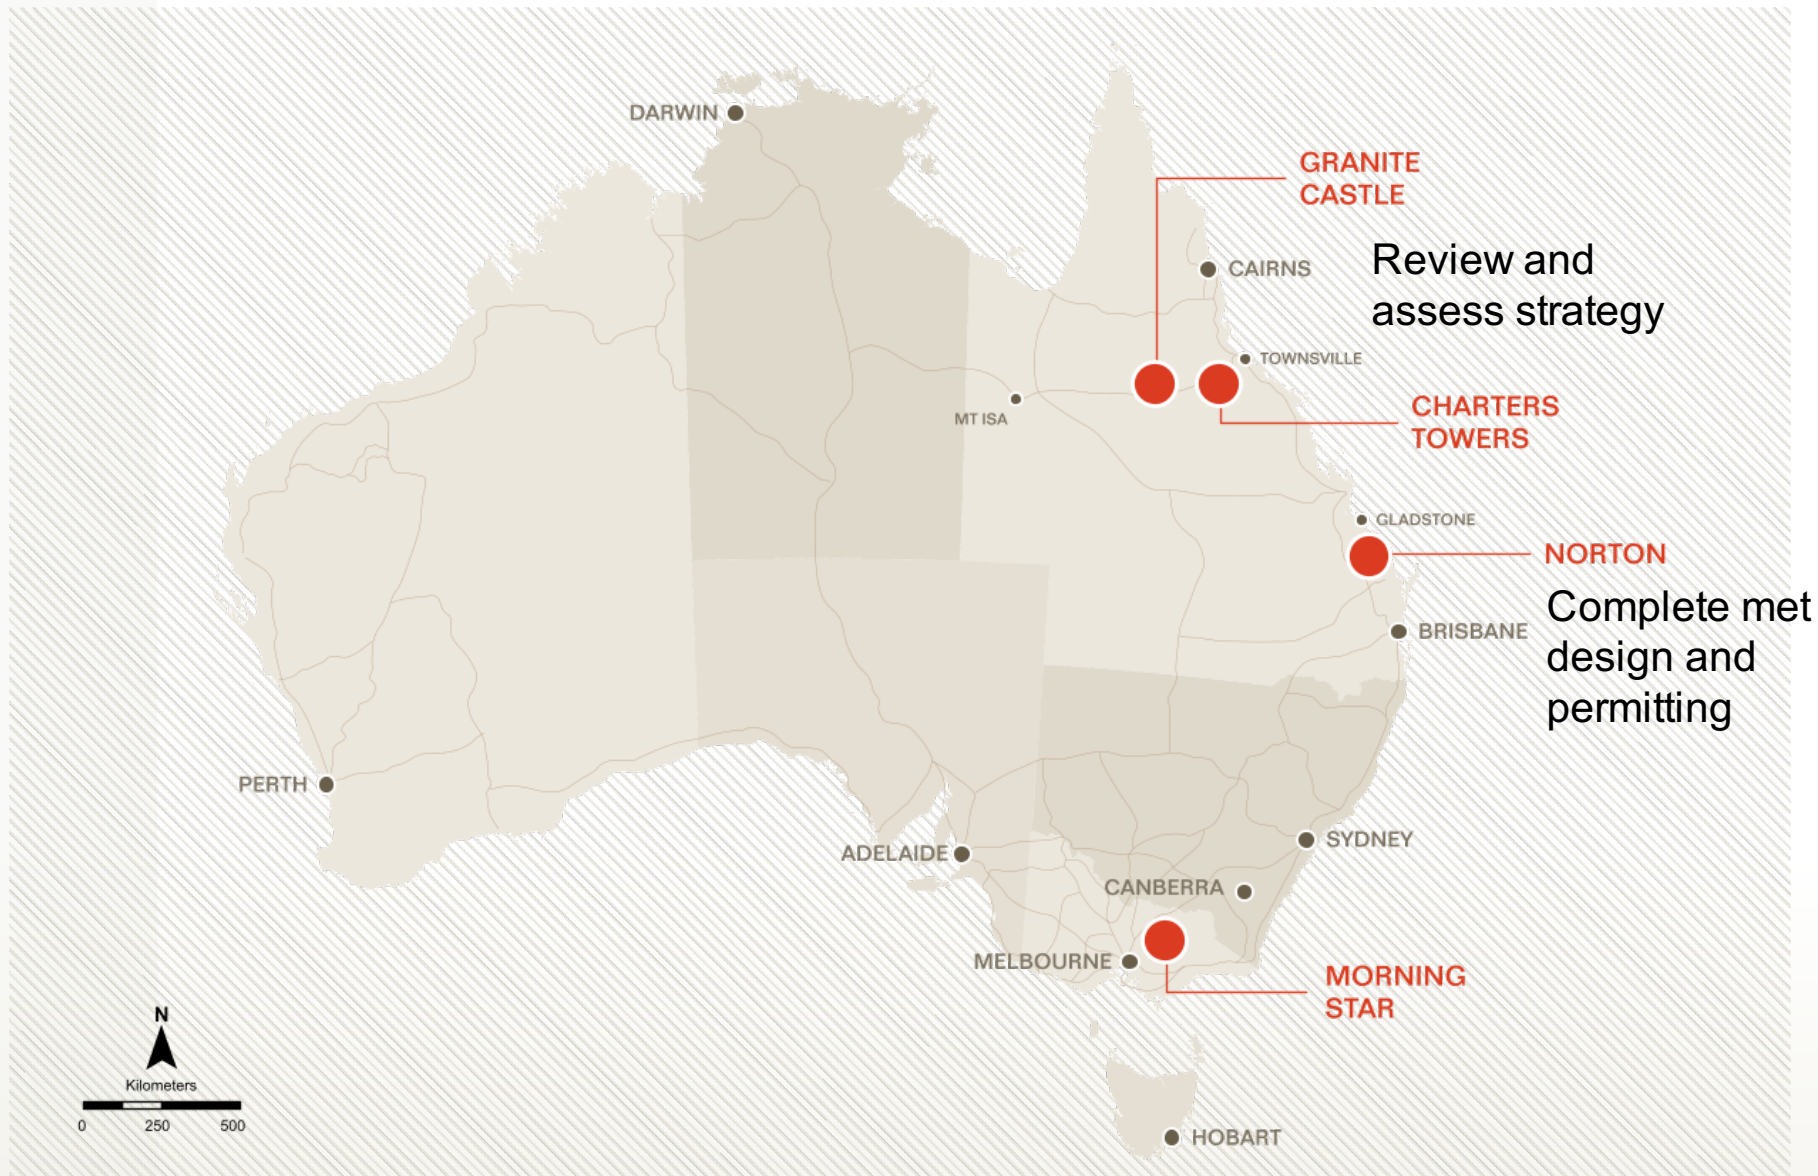 DARWIN
GRANITE
CASTLE
Review and
assess strategy
CAIRNS
TOWNSVILLE
MT ISA
CHARTERS
TOWERS
GLADSTONE
NORTON
Complete met
design and
permitting
BRISBANE
PERTH
ADELAIDE
SYDNEY
CANBERRA
MELBOURNE
MORNING
STAR
N
Kilometers
0 250 500
HOBART